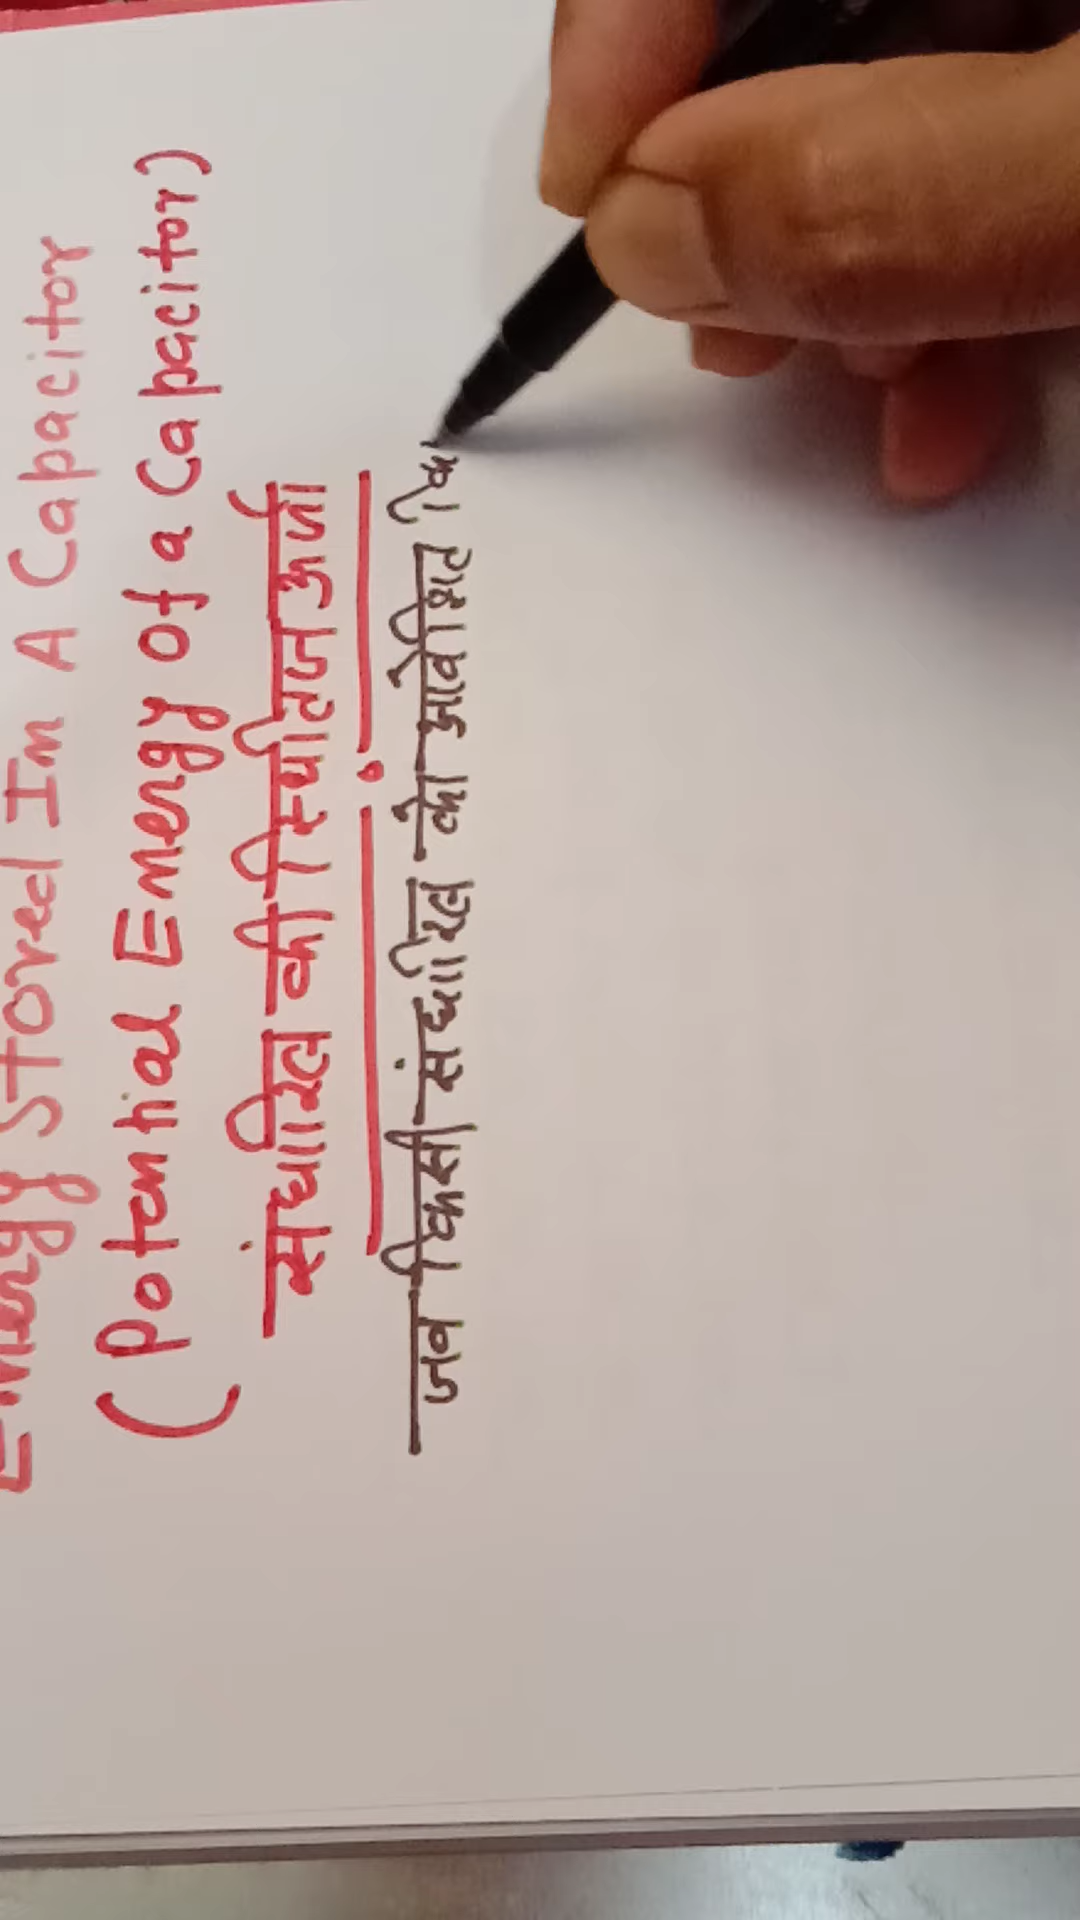 Energy Stored In A Capacitor
(Potential Energy Of a Capacitor)
संधारित्र की स्थितिज ऊर्जा
जब किसी संधारित्र को आवेशित